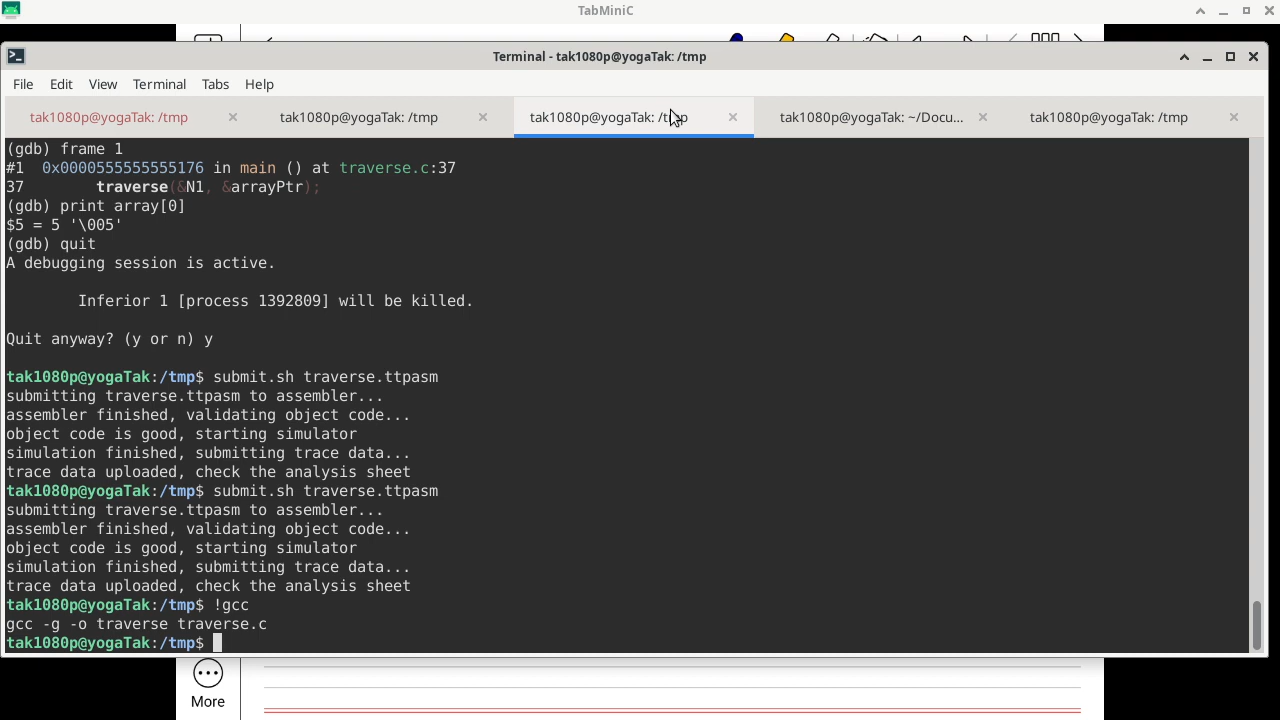 TabMiniC
Terminal - tak1080p@yogaTak: /tmp
File Edit View Terminal Tabs Help
tak1080p@yogaTak: /tmp × tak1080p@yogaTak: /tmp × tak1080p@yogaTak: /tmp × tak1080p@yogaTak: ~/Docu... × tak1080p@yogaTak: /tmp ×
(gdb) frame 1
#1  0x0000555555555176 in main () at traverse.c:37
37        traverse(&N1, &arrayPtr);
(gdb) print array[0]
$5 = 5 '\005'
(gdb) quit
A debugging session is active.
Inferior 1 [process 1392809] will be killed.
Quit anyway? (y or n) y
tak1080p@yogaTak:/tmp$ submit.sh traverse.ttpasm
submitting traverse.ttpasm to assembler...
assembler finished, validating object code...
object code is good, starting simulator
simulation finished, submitting trace data...
trace data uploaded, check the analysis sheet
tak1080p@yogaTak:/tmp$ submit.sh traverse.ttpasm
submitting traverse.ttpasm to assembler...
assembler finished, validating object code...
object code is good, starting simulator
simulation finished, submitting trace data...
trace data uploaded, check the analysis sheet
tak1080p@yogaTak:/tmp$ !gcc
gcc -g -o traverse traverse.c
tak1080p@yogaTak:/tmp$
More